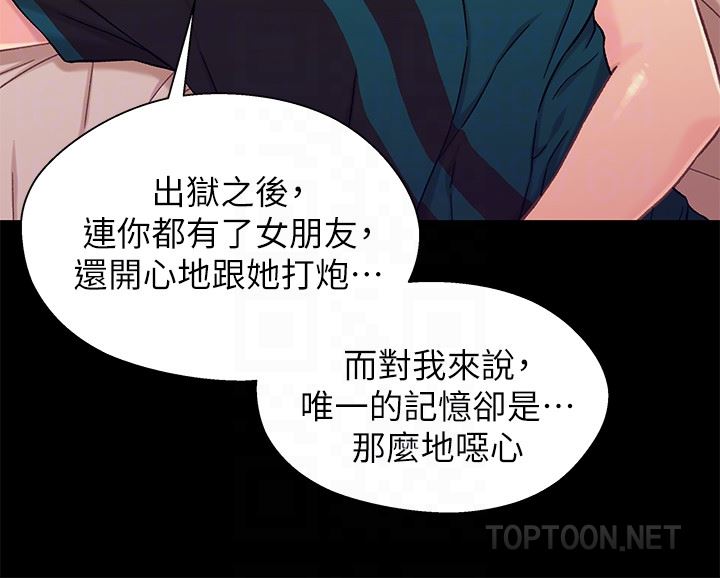 出獄之後，
連你都有了女朋友，
還開心地跟她打炮⋯
而對我來說，
唯一的記憶卻是⋯
那麼地噁心
TOPTOON.NET